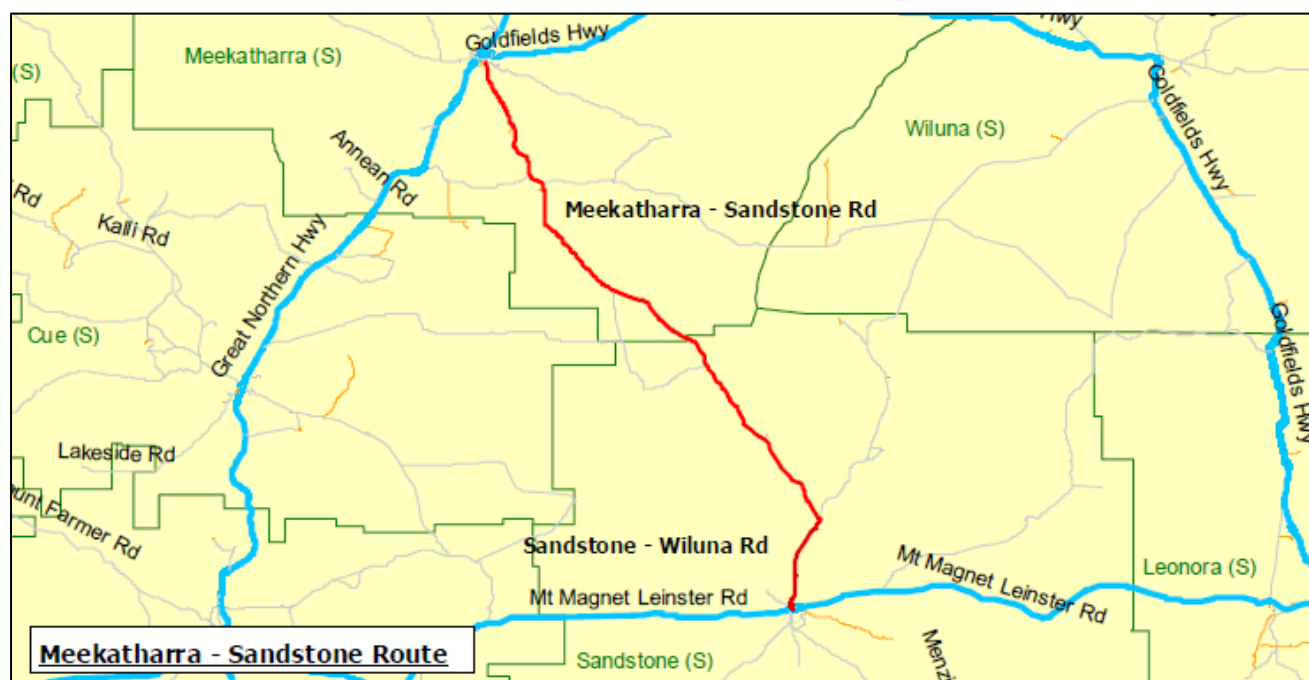 Goldfields Hwy
Hwy
Meekatharra (S)
(S)
Goldfields Hwy
Wiluna (S)
Annean Rd
Rd
Meekatharra - Sandstone Rd
Kalli Rd
Great Northern Hwy
Cue (S)
Goldfields Hwy
Lakeside Rd
ount Farmer Rd
Sandstone - Wiluna Rd
Mt Magnet Leinster Rd
Leonora (S)
Mt Magnet Leinster Rd
Meekatharra - Sandstone Route
Sandstone (S)
Menzi